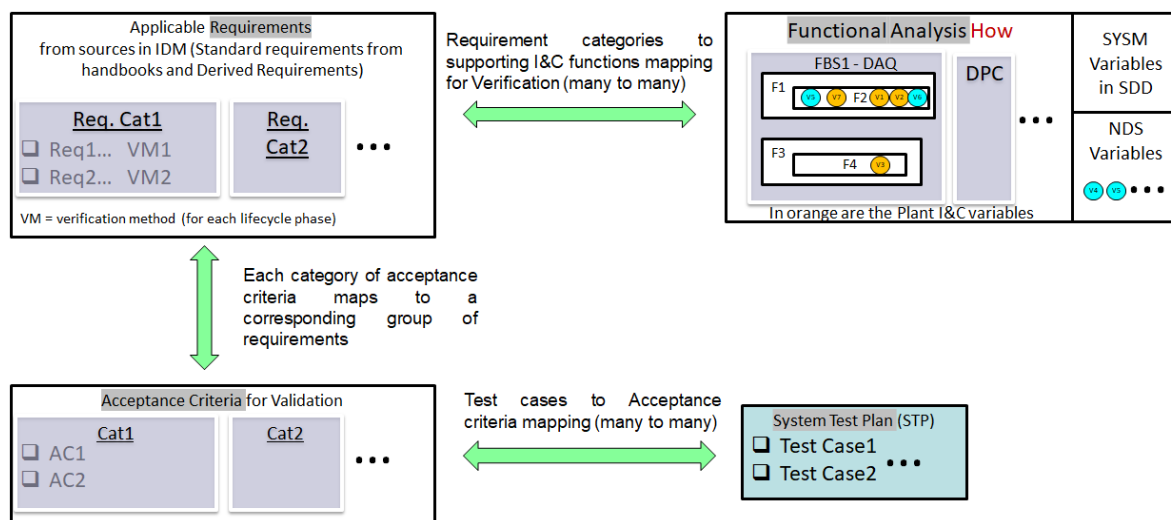 Applicable Requirements
from sources in IDM (Standard requirements from
handbooks and Derived Requirements)
Req. Cat1
Req1... VM1
Req2... VM2
Req.
Cat2
...
VM = verification method (for each lifecycle phase)
Requirement categories to
supporting I&C functions mapping
for Verification (many to many)
Functional Analysis How
FBS1 - DAQ
F1
V5
V7
F2
V1
V2
V6
F3
F4
V3
DPC
...
In orange are the Plant I&C variables
SYSM
Variables
in SDD
NDS
Variables
V4
V5
...
Each category of acceptance
criteria maps to a
corresponding group of
requirements
Acceptance Criteria for Validation
Cat1
AC1
AC2
Cat2
...
Test cases to Acceptance
criteria mapping (many to many)
System Test Plan (STP)
Test Case1
Test Case2
...